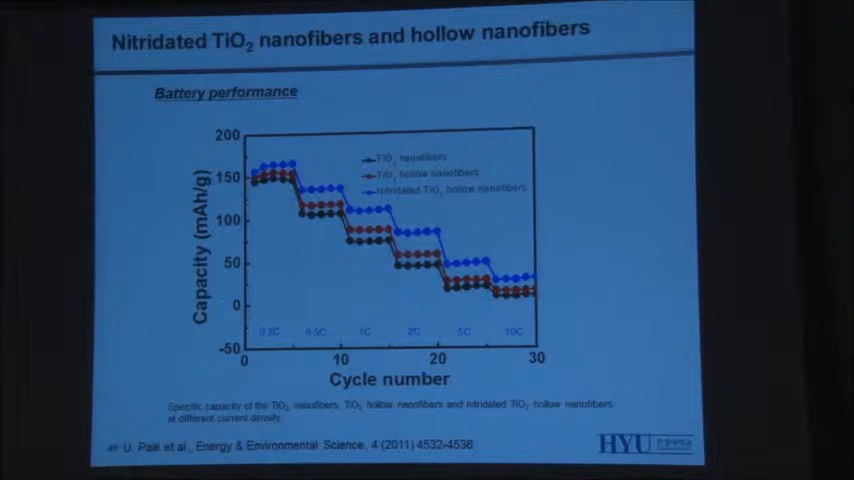 Nitridated TiO2 nanofibers and hollow nanofibers
Battery performance
200
150
100
50
0
-50
Capacity (mAh/g)
TiO2 nanofibers
TiO2 hollow nanofibers
Nitridated TiO2 hollow nanofibers
0.2C 0.5C 1C 2C 5C 10C
0 10 20 30
Cycle number
Specific capacity of the TiO2 nanofibers, TiO2 hollow nanofibers and nitridated TiO2 hollow nanofibers
at different current density
U. Paik et al., Energy & Environmental Science, 4 (2011) 4532-4536
HYU